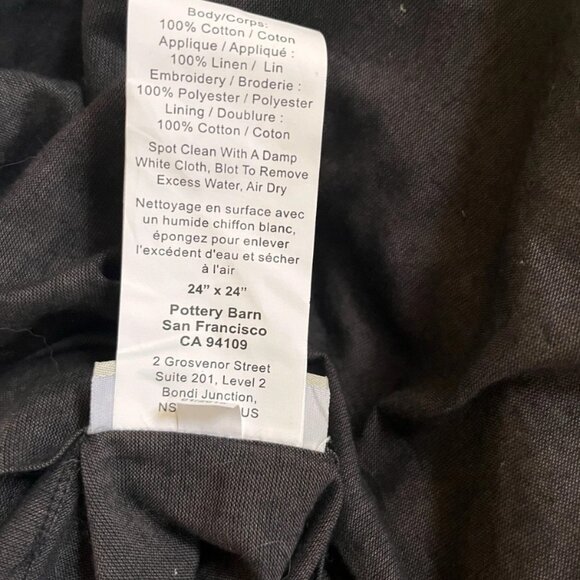 Body/Corps:
100% Cotton / Coton
Applique / Appliqué :
100% Linen / Lin
Embroidery / Broderie :
100% Polyester / Polyester
Lining / Doublure :
100% Cotton / Coton
Spot Clean With A Damp
White Cloth, Blot To Remove
Excess Water, Air Dry
Nettoyage en surface avec
un humide chiffon blanc,
épongez pour enlever
l'excédent d'eau et sécher
à l'air
24” x 24”
Pottery Barn
San Francisco
CA 94109
2 Grosvenor Street
Suite 201, Level 2
Bondi Junction,